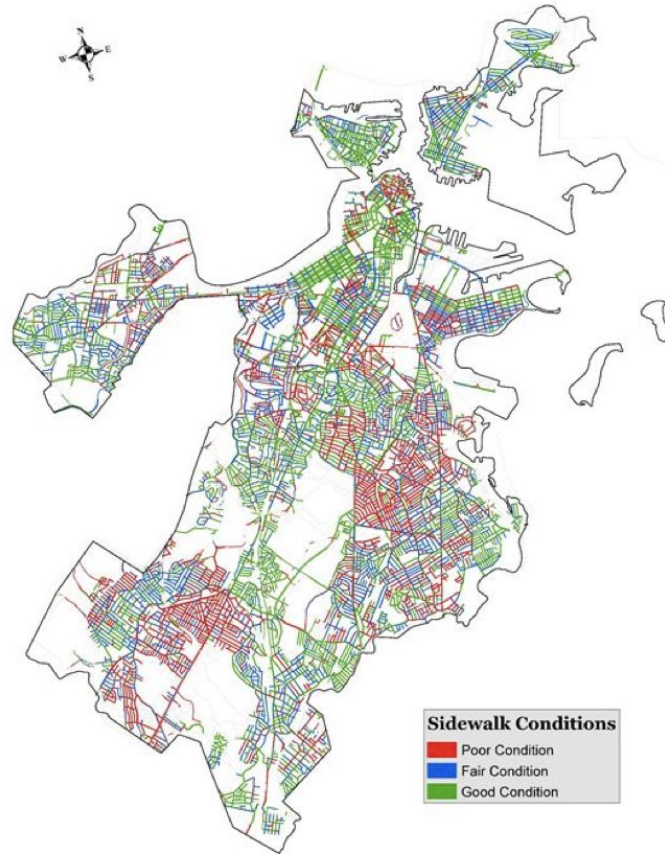 N
W E
S
Sidewalk Conditions
Poor Condition
Fair Condition
Good Condition